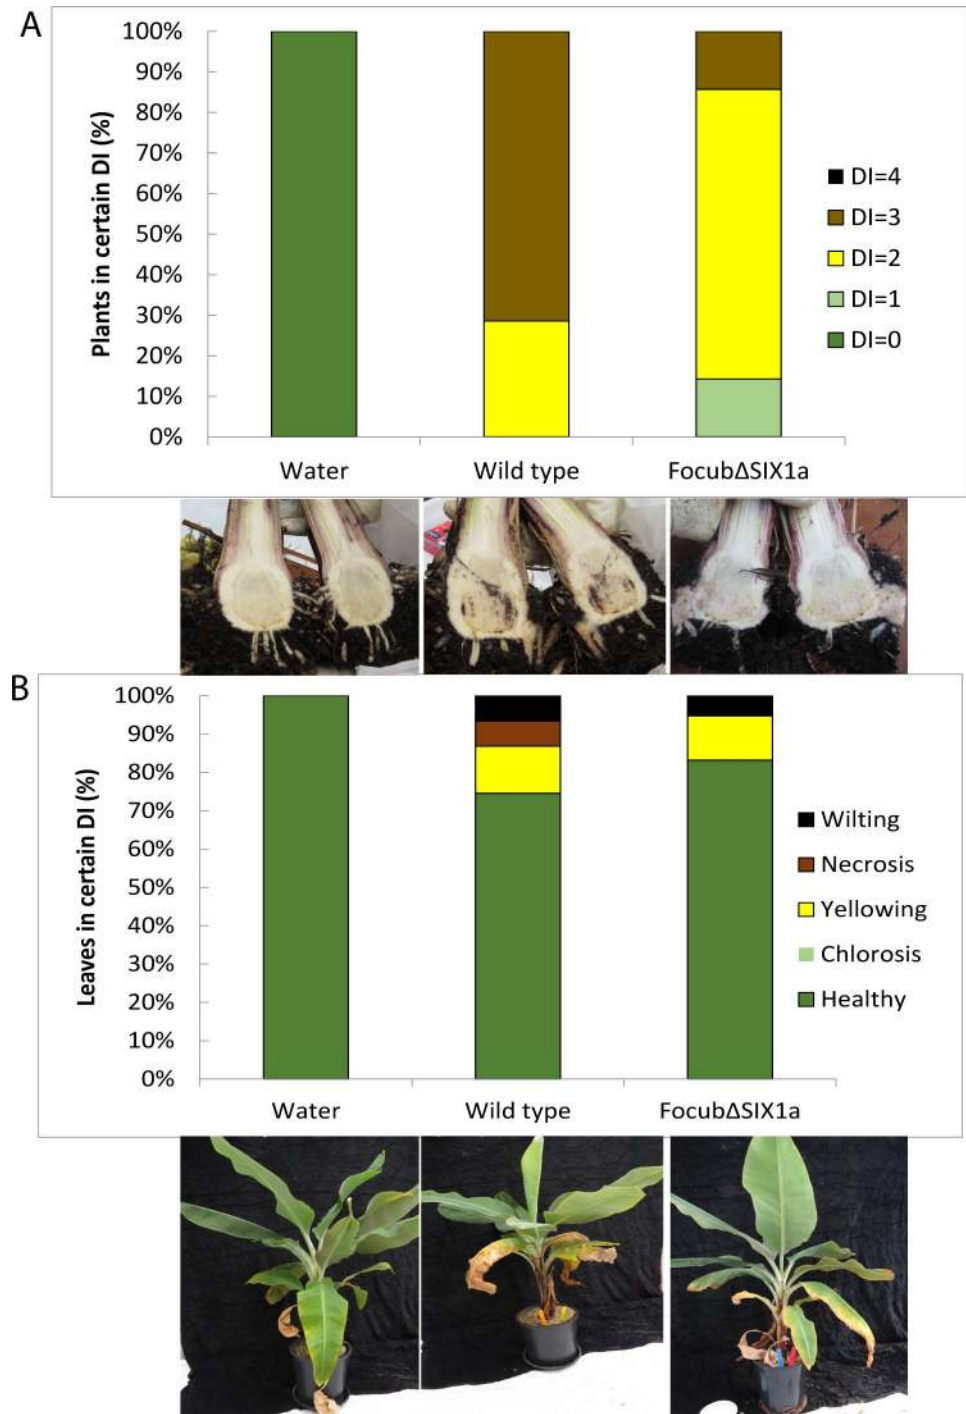 A
Plants in certain DI (%)
100%
90%
80%
70%
60%
50%
40%
30%
20%
10%
0%
DI=4
DI=3
DI=2
DI=1
DI=0
Water Wild type FocubΔSIX1a
B
Leaves in certain DI (%)
100%
90%
80%
70%
60%
50%
40%
30%
20%
10%
0%
Wilting
Necrosis
Yellowing
Chlorosis
Healthy
Water Wild type FocubΔSIX1a